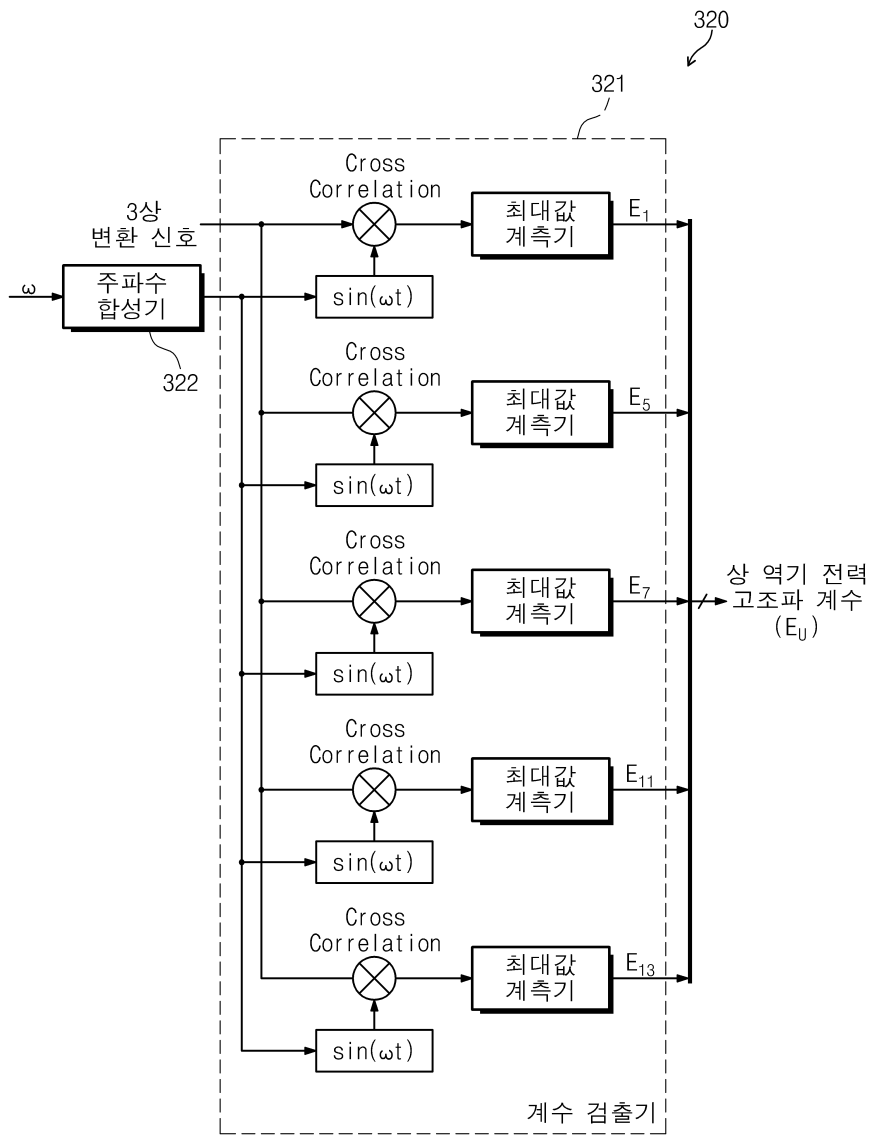 320
321
Cross
Correlation
3상
변환 신호
최대값
계측기
E₁
ω
주파수
합성기
sin(ωt)
322
Cross
Correlation
최대값
계측기
E₅
sin(ωt)
Cross
Correlation
최대값
계측기
E₇
상 역기 전력
고조파 계수
(E_U)
sin(ωt)
Cross
Correlation
최대값
계측기
E₁₁
sin(ωt)
Cross
Correlation
최대값
계측기
E₁₃
sin(ωt)
계수 검출기